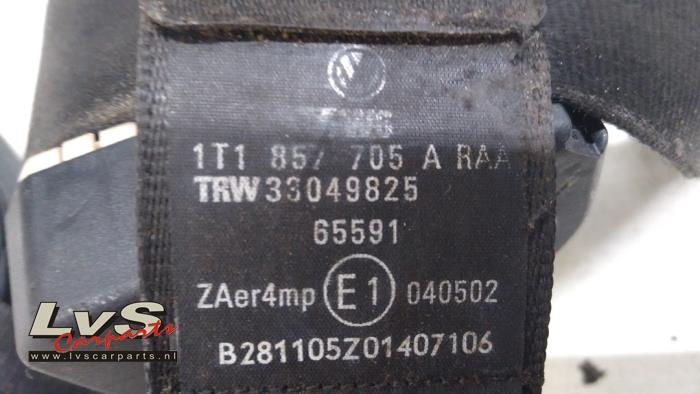 1T1 857 705 A RAA
TRW 33049825
65591
ZAer4mp E1 040502
B281105Z01407106
LvS
Carparts
www.lvscarparts.nl